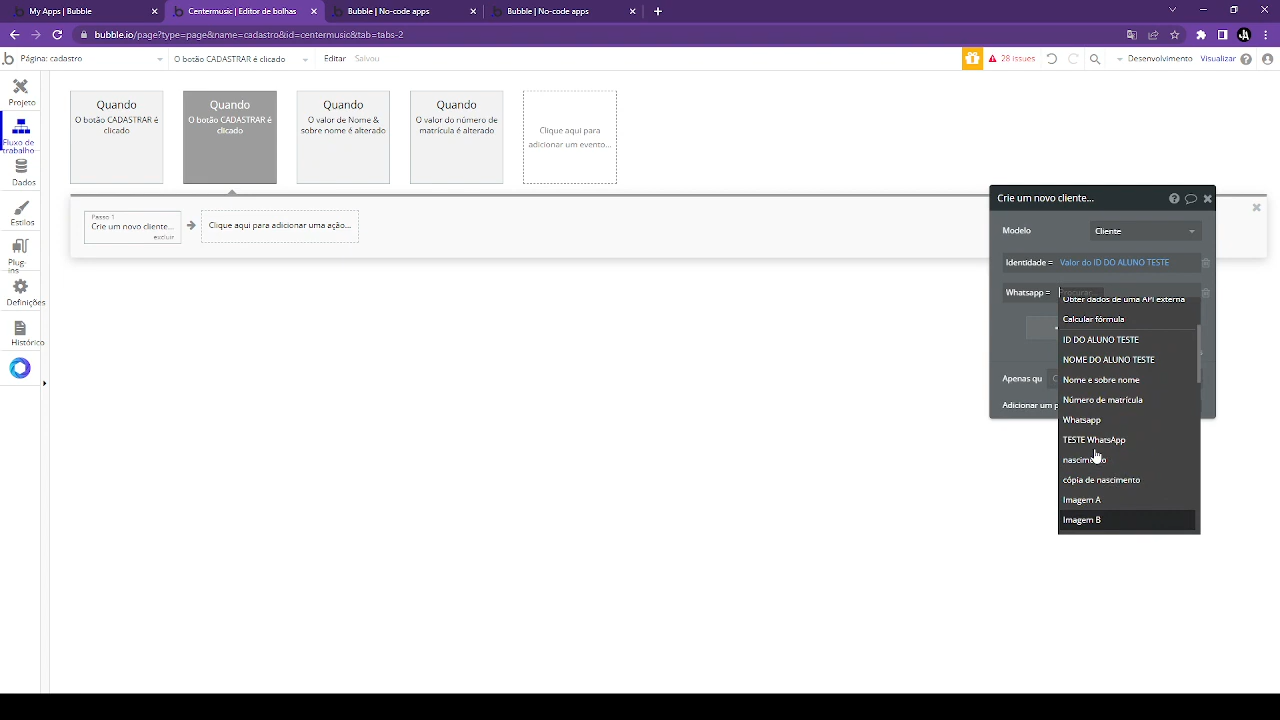 My Apps | Bubble
Centermusic | Editor de bolhas
Bubble | No-code apps
Bubble | No-code apps
bubble.io/page?type=page&name=cadastro&id=centermusic&tab=tabs-2
Página: cadastro
O botão CADASTRAR é clicado
Editar
Salvou
28 issues
Desenvolvimento
Visualizar
Projeto
Fluxo de
trabalho
Dados
Estilos
Plug-
ins
Definições
Histórico
Quando
O botão CADASTRAR é
clicado
Quando
O botão CADASTRAR é
clicado
Quando
O valor de Nome &
sobre nome é alterado
Quando
O valor do número de
matrícula é alterado
Clique aqui para
adicionar um evento...
Passo 1
Crie um novo cliente...
excluir
Clique aqui para adicionar uma ação...
Crie um novo cliente...
Modelo
Cliente
Identidade =
Valor do ID DO ALUNO TESTE
Whatsapp =
Procurar...
Obter dados de uma API externa
Calcular fórmula
ID DO ALUNO TESTE
NOME DO ALUNO TESTE
Nome e sobre nome
Número de matrícula
Whatsapp
TESTE WhatsApp
nascimento
cópia de nascimento
Imagem A
Imagem B
Apenas qu
Adicionar um p